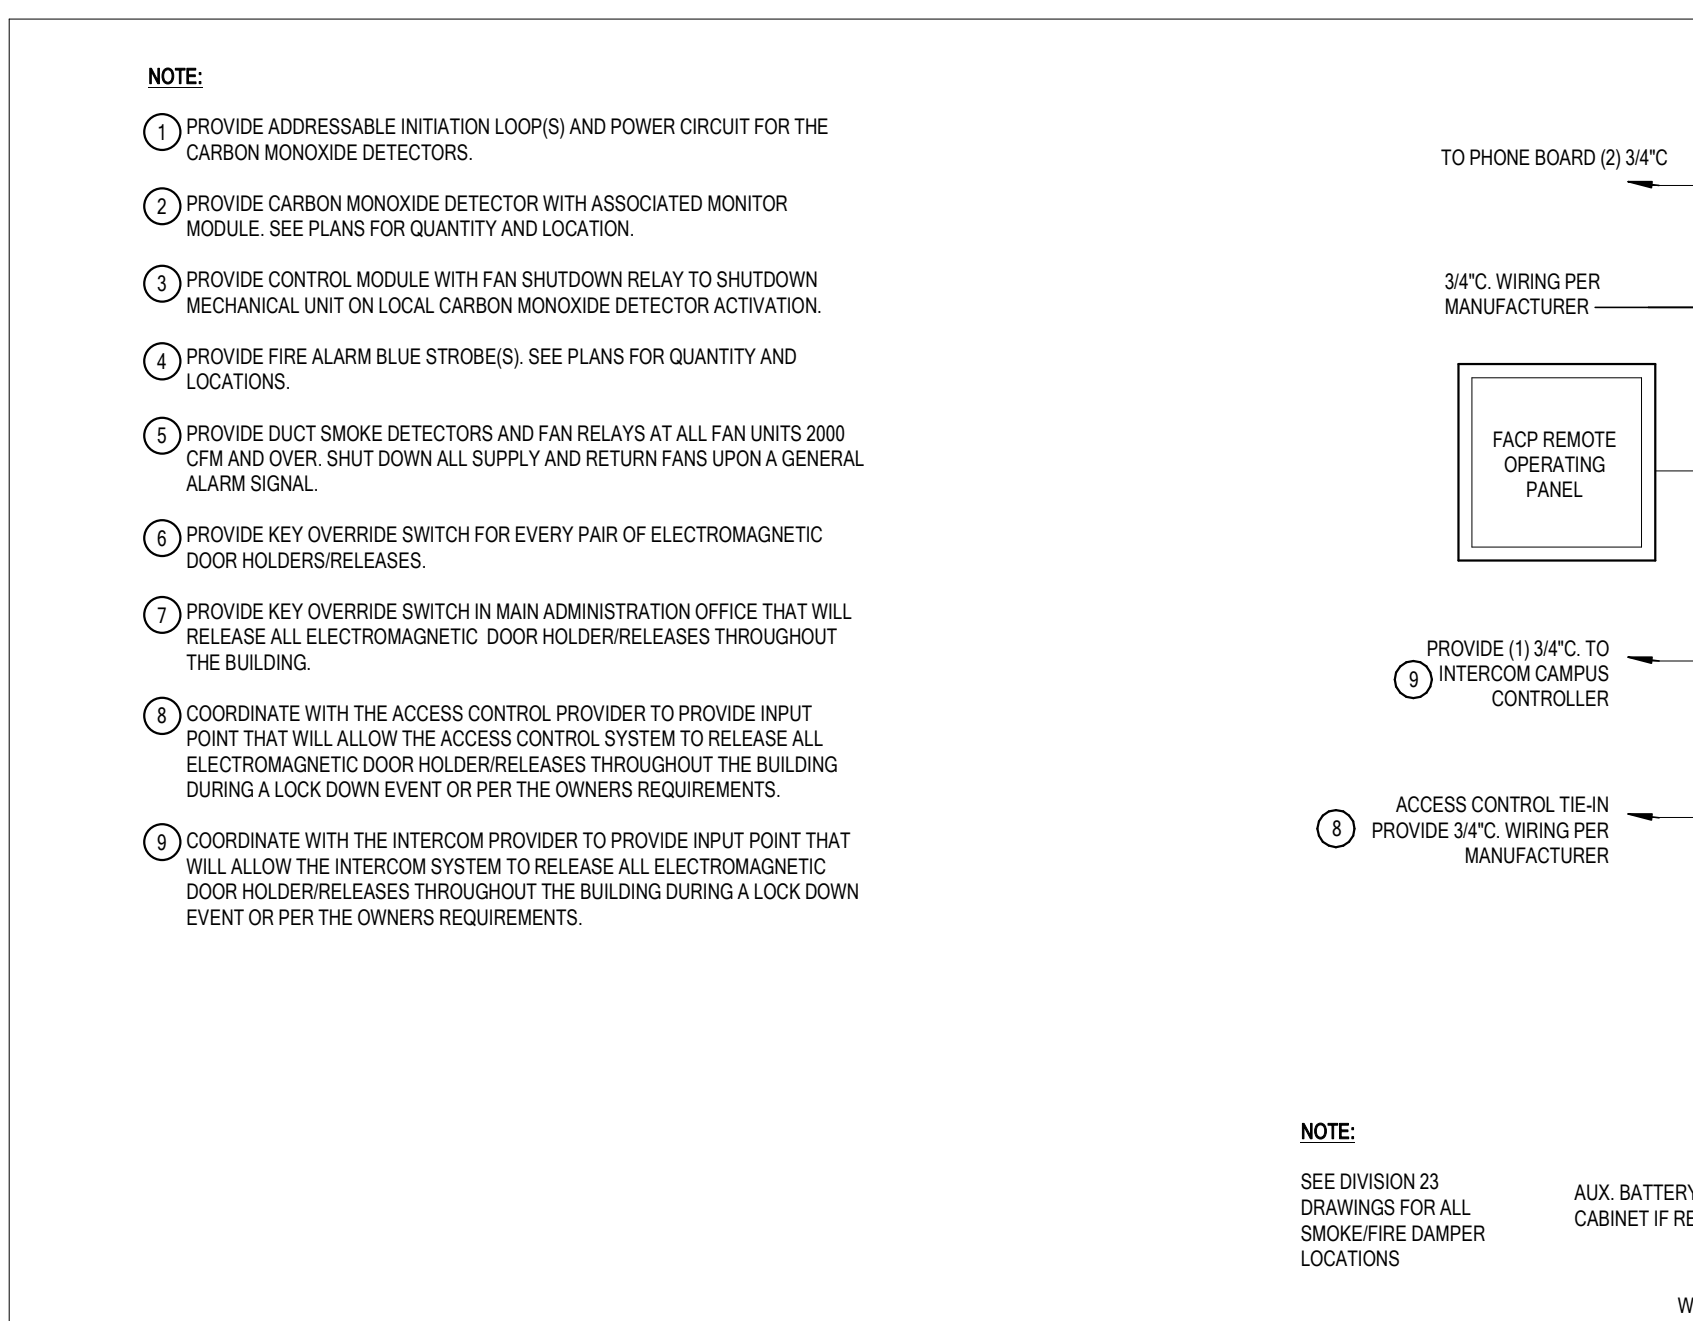 NOTE:
1 PROVIDE ADDRESSABLE INITIATION LOOP(S) AND POWER CIRCUIT FOR THE
CARBON MONOXIDE DETECTORS.
2 PROVIDE CARBON MONOXIDE DETECTOR WITH ASSOCIATED MONITOR
MODULE. SEE PLANS FOR QUANTITY AND LOCATION.
3 PROVIDE CONTROL MODULE WITH FAN SHUTDOWN RELAY TO SHUTDOWN
MECHANICAL UNIT ON LOCAL CARBON MONOXIDE DETECTOR ACTIVATION.
4 PROVIDE FIRE ALARM BLUE STROBE(S). SEE PLANS FOR QUANTITY AND
LOCATIONS.
5 PROVIDE DUCT SMOKE DETECTORS AND FAN RELAYS AT ALL FAN UNITS 2000
CFM AND OVER. SHUT DOWN ALL SUPPLY AND RETURN FANS UPON A GENERAL
ALARM SIGNAL.
6 PROVIDE KEY OVERRIDE SWITCH FOR EVERY PAIR OF ELECTROMAGNETIC
DOOR HOLDERS/RELEASES.
7 PROVIDE KEY OVERRIDE SWITCH IN MAIN ADMINISTRATION OFFICE THAT WILL
RELEASE ALL ELECTROMAGNETIC DOOR HOLDER/RELEASES THROUGHOUT
THE BUILDING.
8 COORDINATE WITH THE ACCESS CONTROL PROVIDER TO PROVIDE INPUT
POINT THAT WILL ALLOW THE ACCESS CONTROL SYSTEM TO RELEASE ALL
ELECTROMAGNETIC DOOR HOLDER/RELEASES THROUGHOUT THE BUILDING
DURING A LOCK DOWN EVENT OR PER THE OWNERS REQUIREMENTS.
9 COORDINATE WITH THE INTERCOM PROVIDER TO PROVIDE INPUT POINT THAT
WILL ALLOW THE INTERCOM SYSTEM TO RELEASE ALL ELECTROMAGNETIC
DOOR HOLDER/RELEASES THROUGHOUT THE BUILDING DURING A LOCK DOWN
EVENT OR PER THE OWNERS REQUIREMENTS.
TO PHONE BOARD (2) 3/4"C
3/4"C. WIRING PER
MANUFACTURER
FACP REMOTE
OPERATING
PANEL
PROVIDE (1) 3/4"C. TO
9 INTERCOM CAMPUS
CONTROLLER
ACCESS CONTROL TIE-IN
8 PROVIDE 3/4"C. WIRING PER
MANUFACTURER
NOTE:
SEE DIVISION 23
DRAWINGS FOR ALL
SMOKE/FIRE DAMPER
LOCATIONS
AUX. BATTERY
CABINET IF RE
W